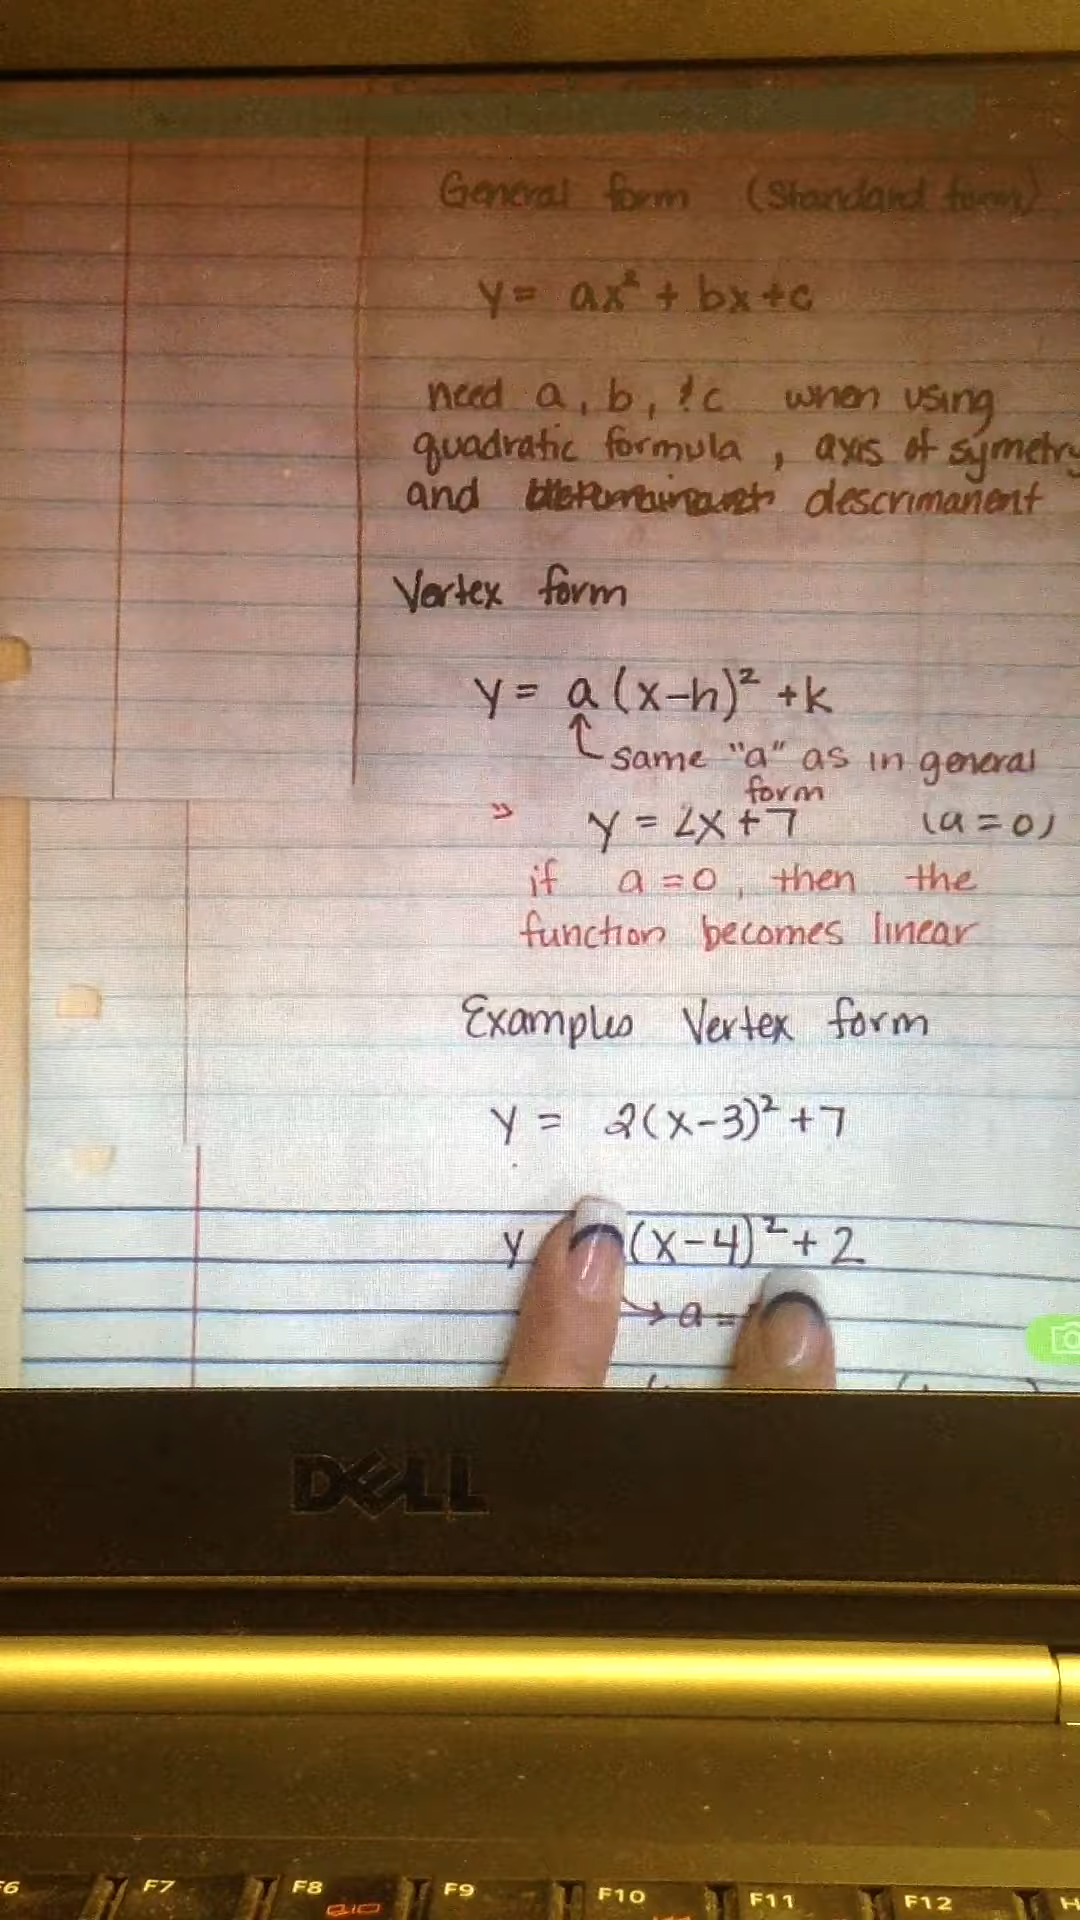 General form (Standard form)
y = ax² + bx + c
need a, b, & c when using
quadratic formula, axis of symetry
and descrimanent
Vertex form
y = a(x-h)² + k
same "a" as in general
form
y = 2x + 7 (a = 0)
if a = 0, then the
function becomes linear
Examples Vertex form
y = 2(x-3)² + 7
y (x-4)² + 2
→ a =
DELL
F7 F8 F9 F10 F11 F12